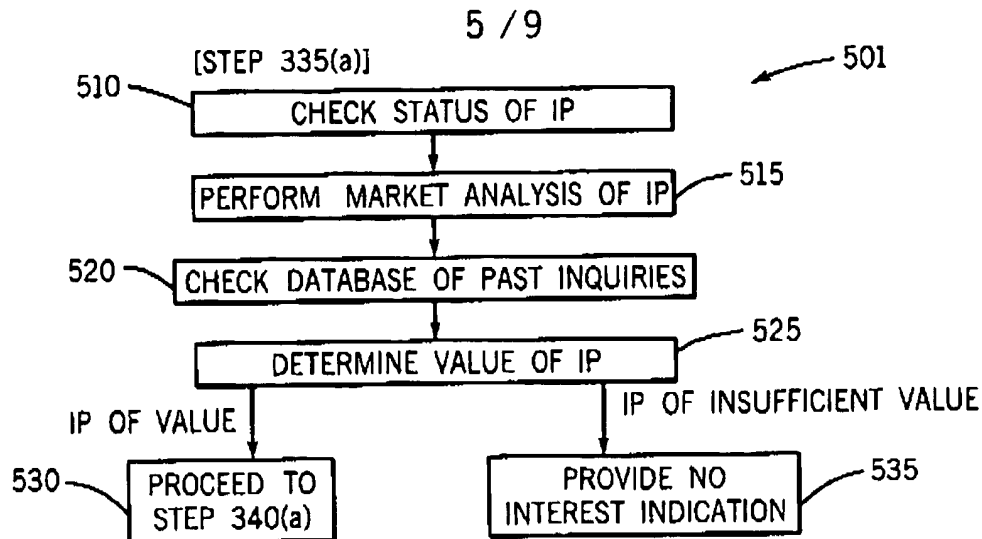 5 / 9
[STEP 335(a)]
501
510
CHECK STATUS OF IP
PERFORM MARKET ANALYSIS OF IP
515
520
CHECK DATABASE OF PAST INQUIRIES
525
DETERMINE VALUE OF IP
IP OF VALUE
IP OF INSUFFICIENT VALUE
530
PROCEED TO
STEP 340(a)
PROVIDE NO
INTEREST INDICATION
535